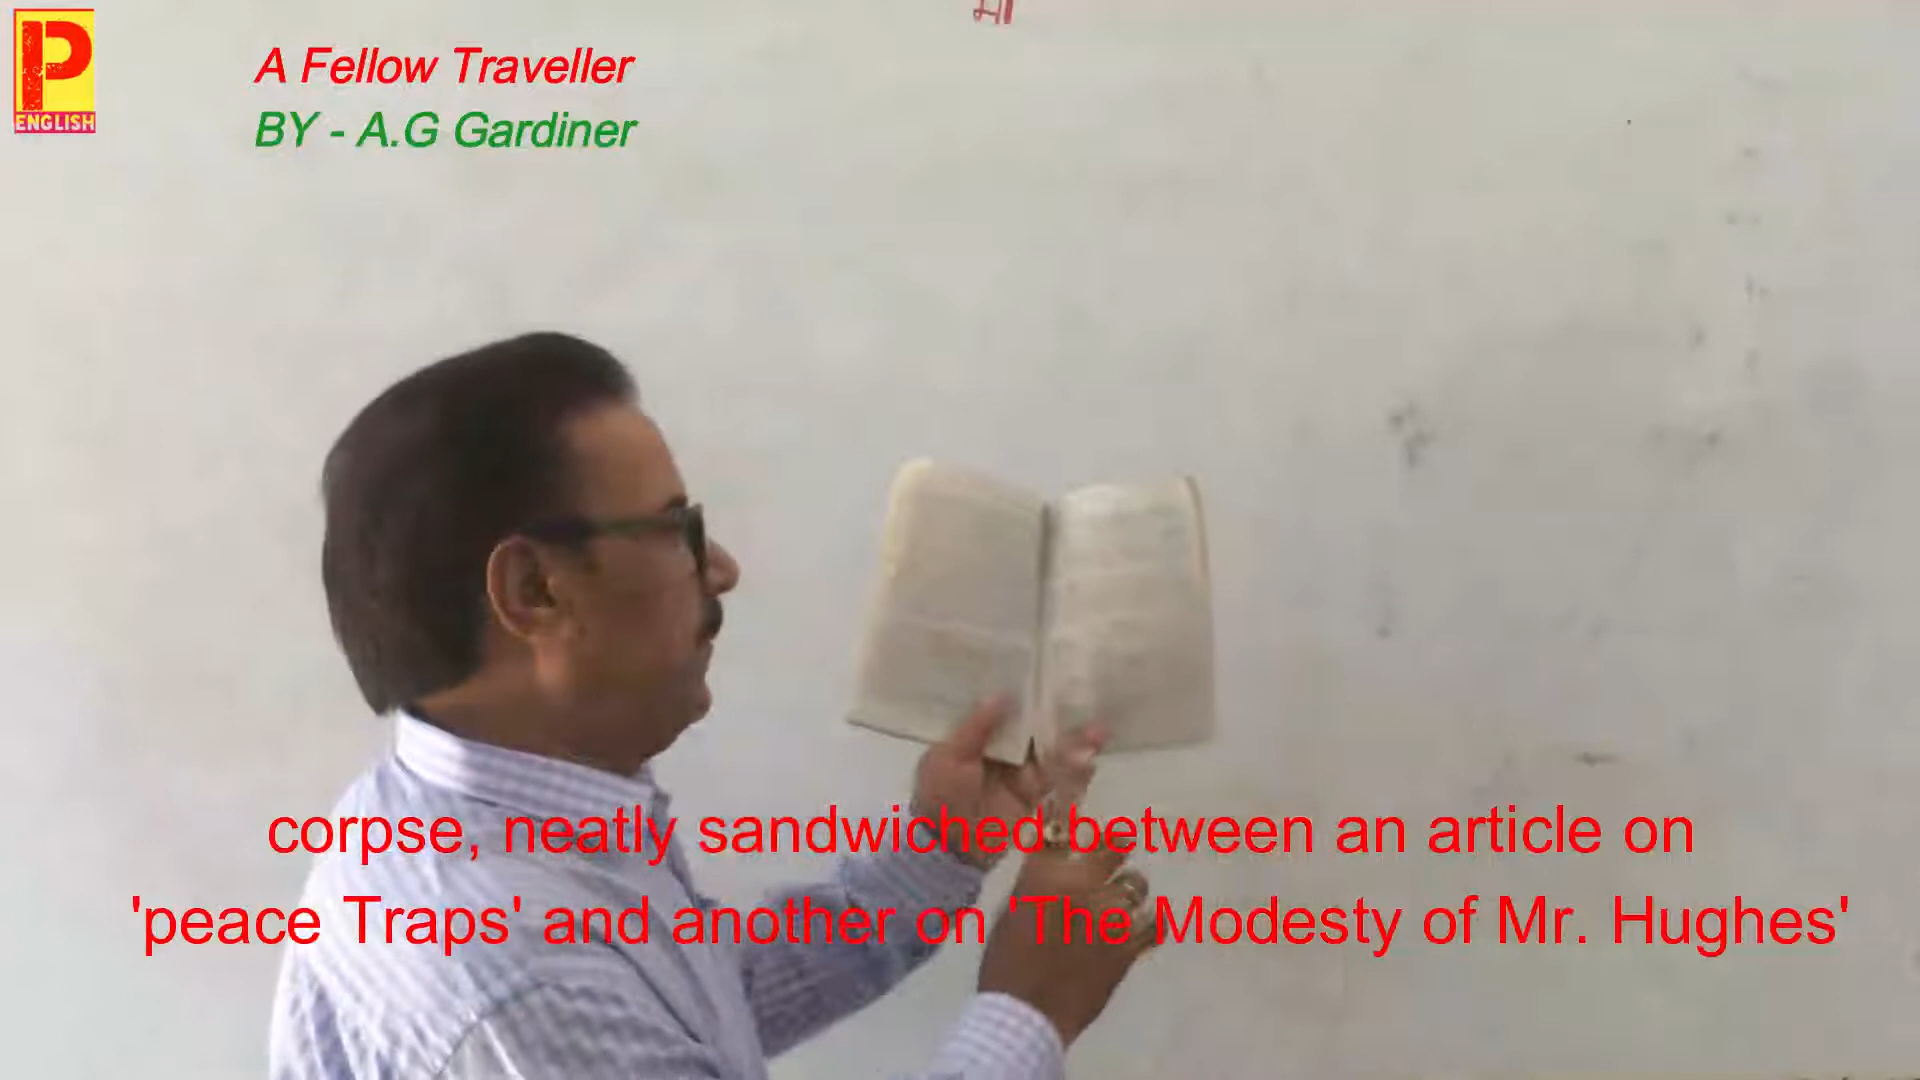 मा
P
ENGLISH
A Fellow Traveller
BY - A.G Gardiner
corpse, neatly sandwiched between an article on
'peace Traps' and another on 'The Modesty of Mr. Hughes'